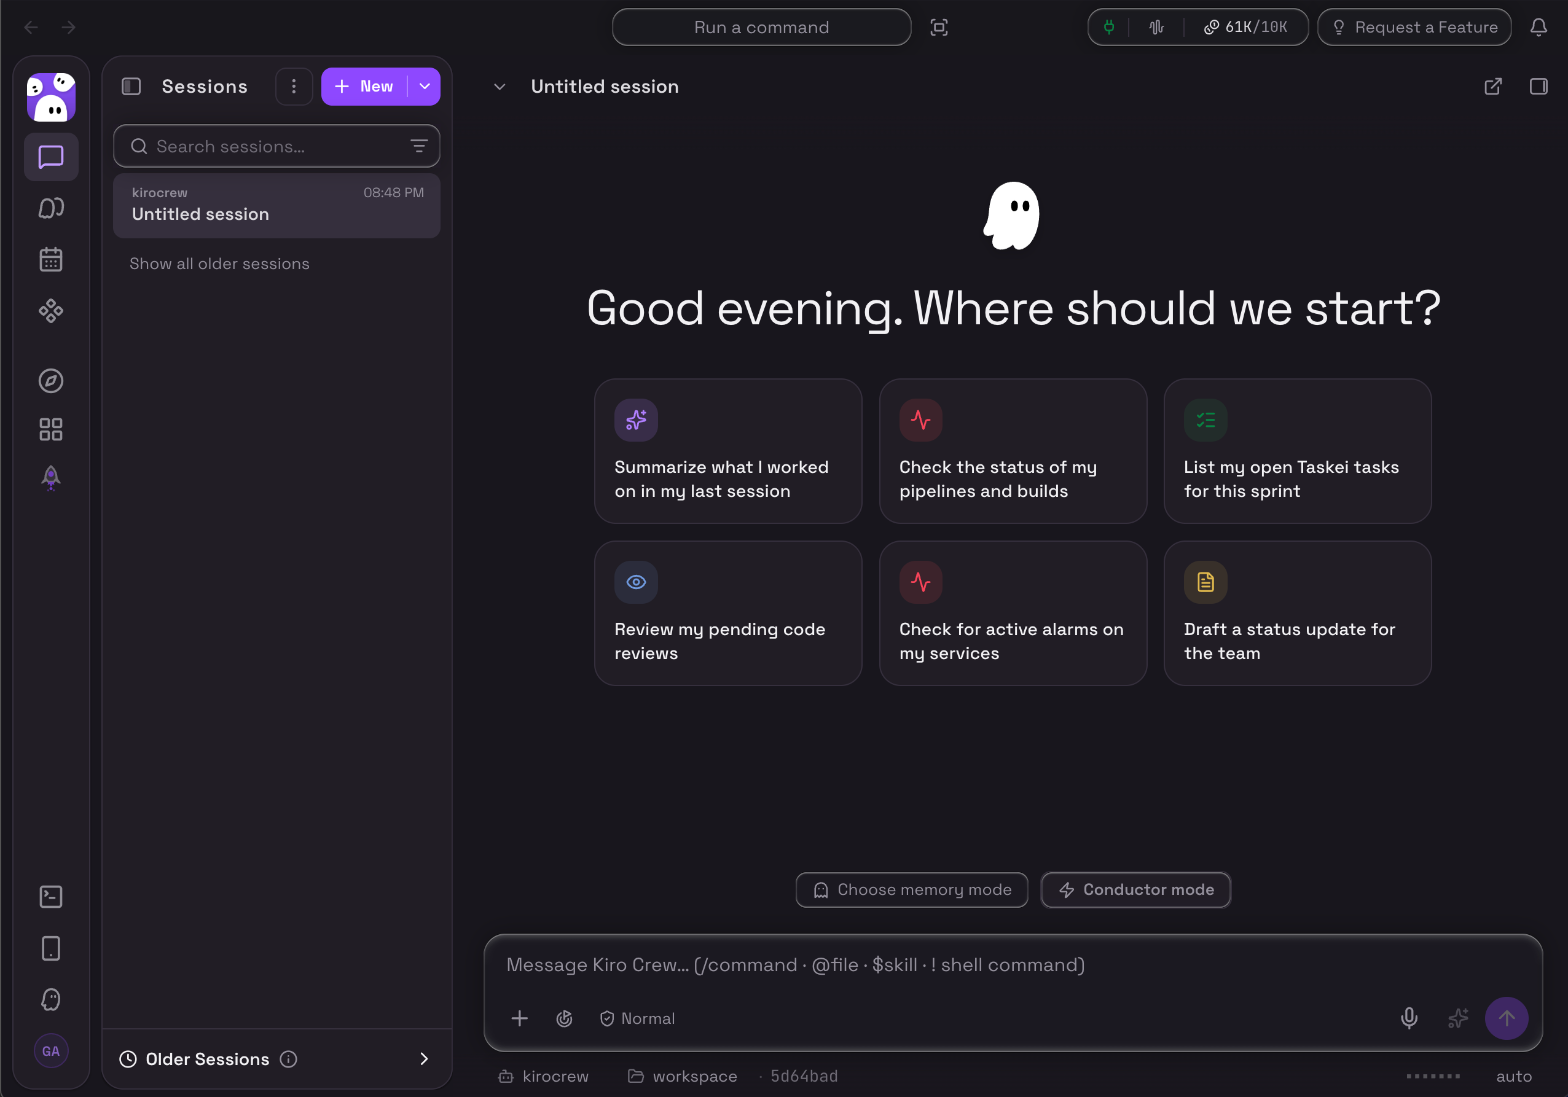 Run a command
61K/10K
Request a Feature
Sessions
New
Untitled session
Search sessions...
kirocrew
08:48 PM
Untitled session
Show all older sessions
Good evening. Where should we start?
Summarize what I worked
on in my last session
Check the status of my
pipelines and builds
List my open Taskei tasks
for this sprint
Review my pending code
reviews
Check for active alarms on
my services
Draft a status update for
the team
Choose memory mode
Conductor mode
Message Kiro Crew... (/command · @file · $skill · ! shell command)
Normal
GA
Older Sessions
kirocrew
workspace
· 5d64bad
auto